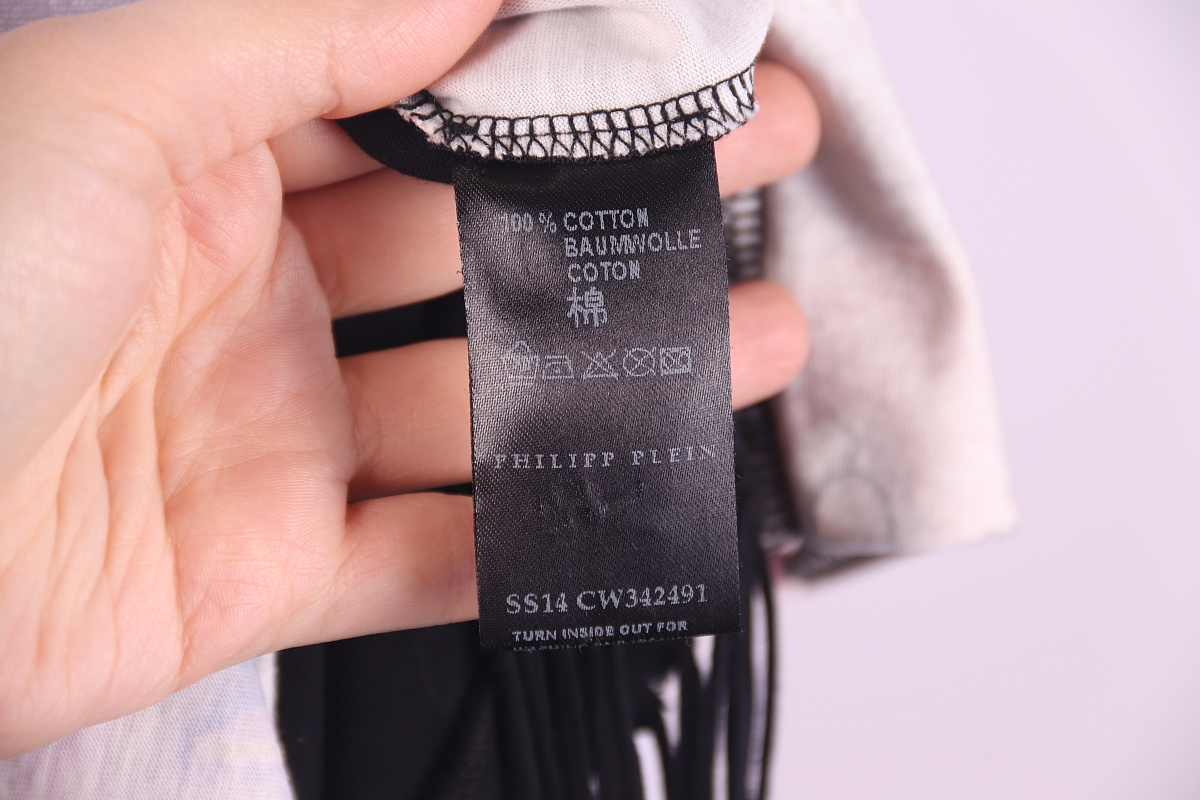 100 % COTTON
BAUMWOLLE
COTON
棉
PHILIPP PLEIN
SS14 CW342491
TURN INSIDE OUT FOR